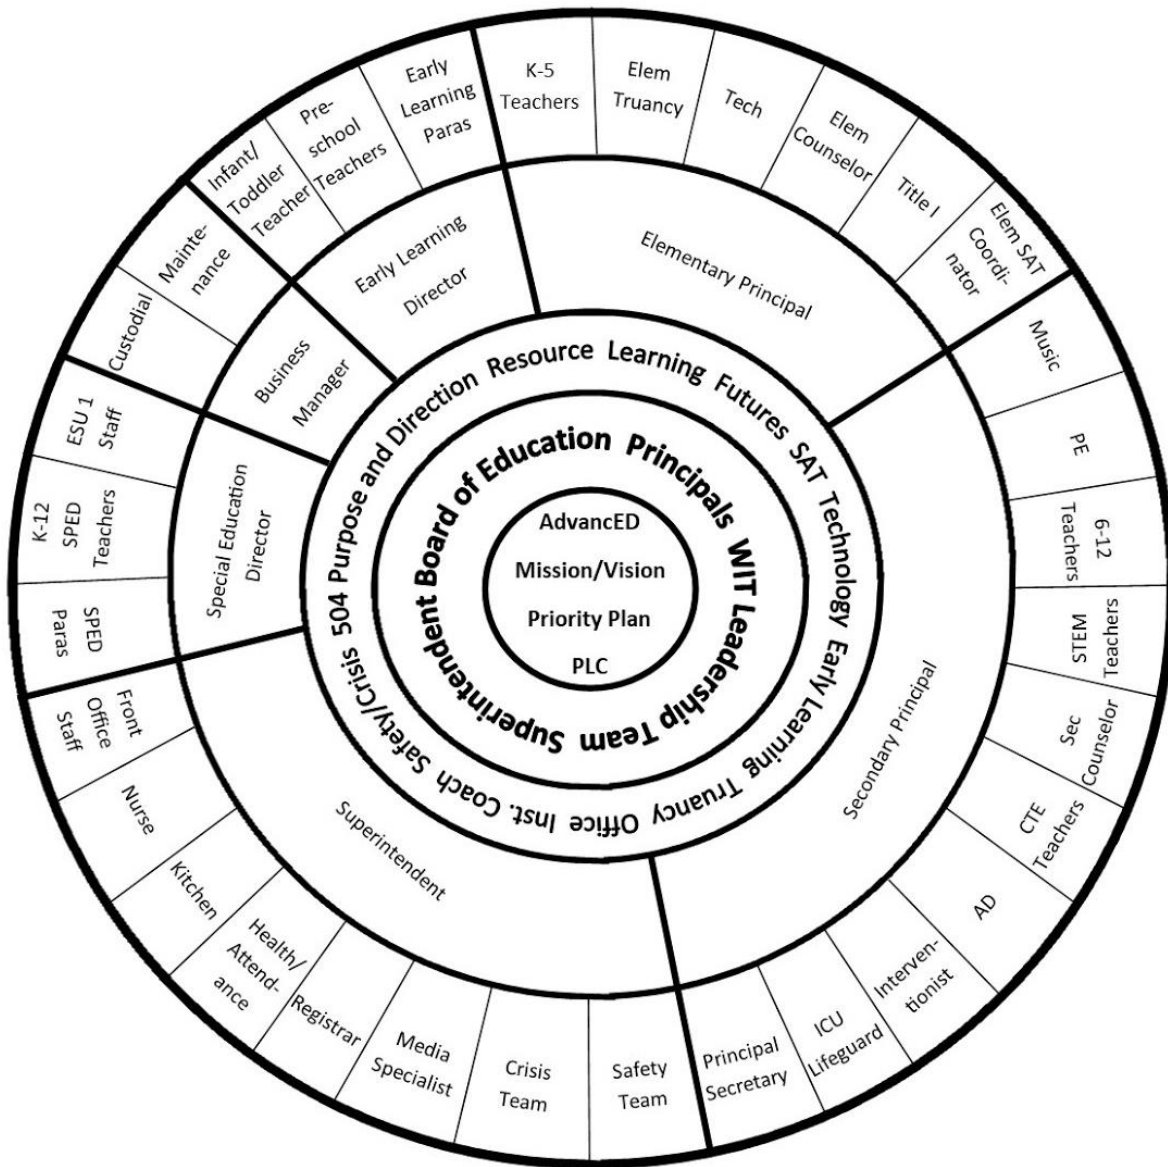 AdvancED
Mission/Vision
Priority Plan
PLC
Board of Education Principals WIT Leadership Team Superintendent
Purpose and Direction Resource Learning Futures SAT Technology Early Learning Truancy Office Inst. Coach Safety/Crisis 504
Early Learning
Director
Elementary Principal
Secondary Principal
Superintendent
Special Education
Director
Business
Manager
Early
Learning
Paras
K-5
Teachers
Elem
Truancy
Tech
Elem
Counselor
Title I
Elem SAT
Coordi-
nator
Music
PE
6-12
Teachers
STEM
Teachers
Sec
Counselor
CTE
Teachers
AD
Interven-
tionist
ICU
Lifeguard
Principal
Secretary
Safety
Team
Crisis
Team
Media
Specialist
Registrar
Health/
Attend-
ance
Kitchen
Nurse
Front
Office
Staff
SPED
Paras
K-12
SPED
Teachers
ESU 1
Staff
Custodial
Mainte-
nance
Infant/
Toddler
Teacher
Pre-
school
Teachers